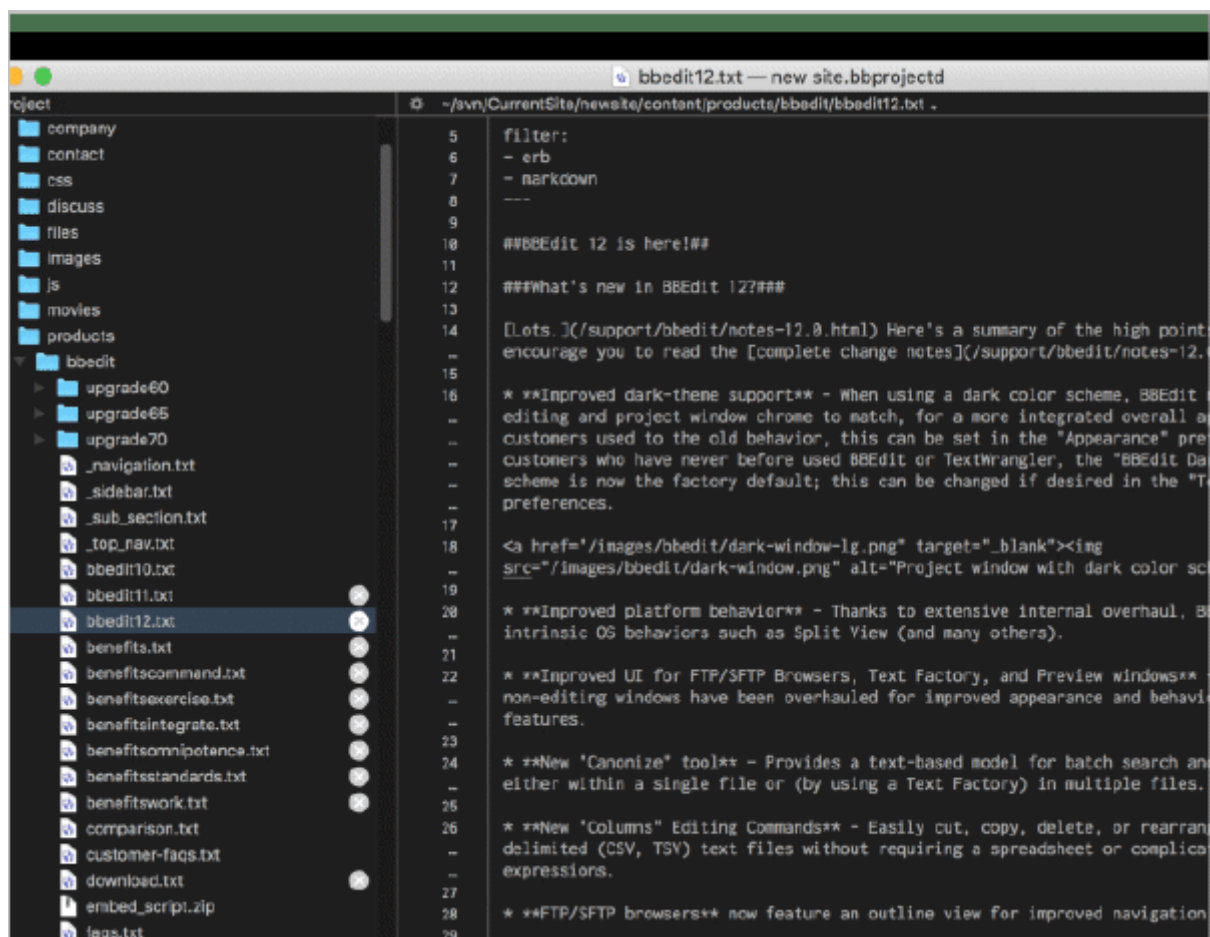 bbedit12.txt — new site.bbprojectd
roject
~/svn/CurrentSite/newsite/content/products/bbedit/bbedit12.txt
company
contact
css
discuss
files
images
js
movies
products
bbedit
upgrade60
upgrade65
upgrade70
_navigation.txt
_sidebar.txt
_sub_section.txt
_top_nav.txt
bbedit10.txt
bbedit11.txt
bbedit12.txt
benefits.txt
benefitscommand.txt
benefitsexercise.txt
benefitsintegrate.txt
benefitsomnipotence.txt
benefitsstandards.txt
benefitswork.txt
comparison.txt
customer-faqs.txt
download.txt
embed_script.zip
faqs.txt
5 filter:
6 - erb
7 - markdown
8 ---
9
10 ##BBEdit 12 is here!##
11
12 ###What's new in BBEdit 12?###
13
14 [Lots.](/support/bbedit/notes-12.0.html) Here's a summary of the high point
encourage you to read the [complete change notes](/support/bbedit/notes-12.
15
16 * **Improved dark-theme support** - When using a dark color scheme, BBEdit
editing and project window chrome to match, for a more integrated overall a
customers used to the old behavior, this can be set in the "Appearance" pre
customers who have never before used BBEdit or TextWrangler, the "BBEdit Da
scheme is now the factory default; this can be changed if desired in the "T
preferences.
17
18 <a href="/images/bbedit/dark-window-lg.png" target="_blank"><img
src="/images/bbedit/dark-window.png" alt="Project window with dark color sc
19
20 * **Improved platform behavior** - Thanks to extensive internal overhaul, B
intrinsic OS behaviors such as Split View (and many others).
21
22 * **Improved UI for FTP/SFTP Browsers, Text Factory, and Preview windows**
non-editing windows have been overhauled for improved appearance and behavi
features.
23
24 * **New "Canonize" tool** - Provides a text-based model for batch search an
either within a single file or (by using a Text Factory) in multiple files.
25
26 * **New "Columns" Editing Commands** - Easily cut, copy, delete, or rearran
delimited (CSV, TSV) text files without requiring a spreadsheet or complica
expressions.
27
28 * **FTP/SFTP browsers** now feature an outline view for improved navigation
29